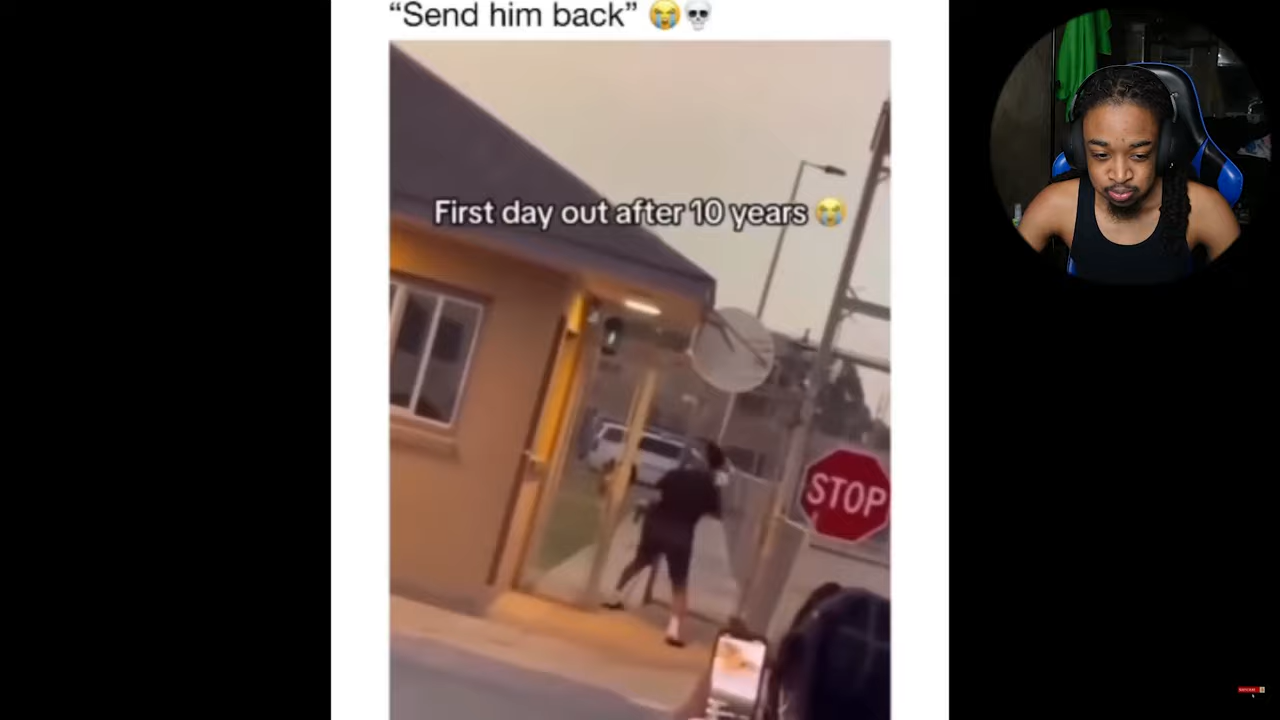 “Send him back” 😭💀
First day out after 10 years 😭
STOP